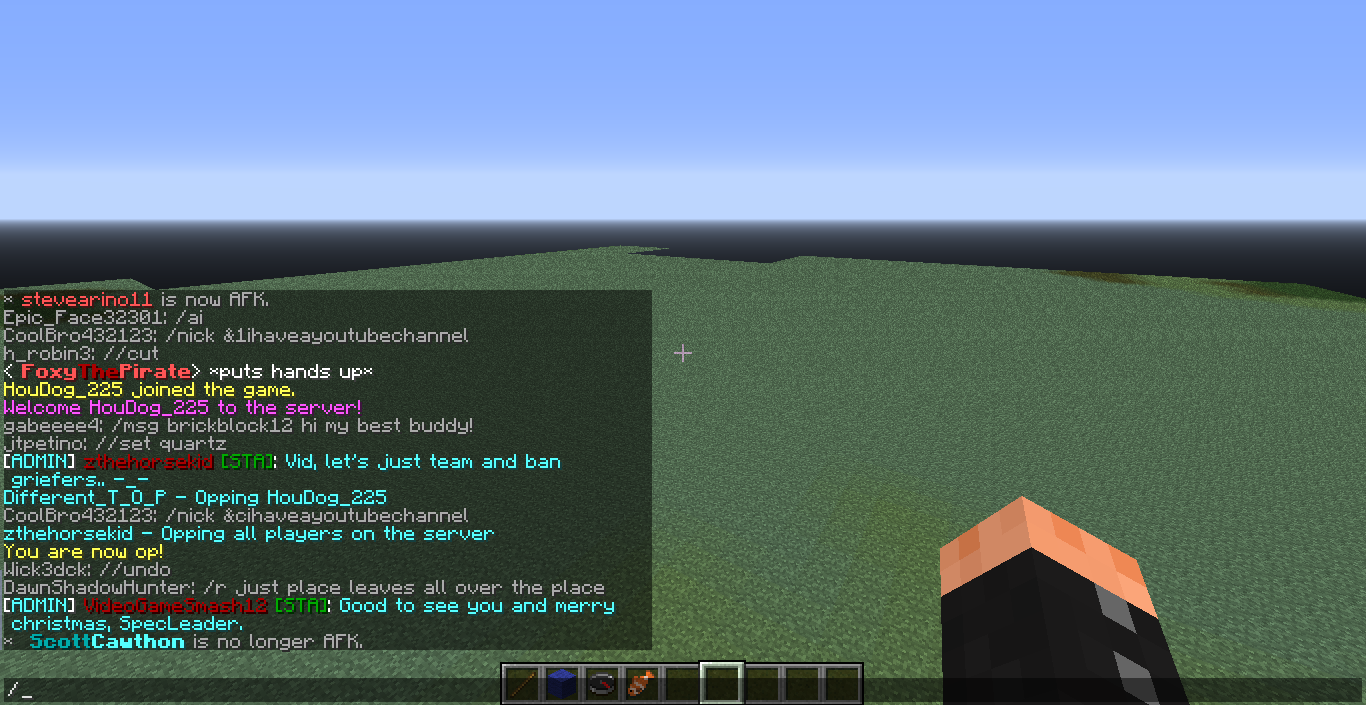 * stevearino11 is now AFK.
Epic_Face32301: /ai
CoolBro432123: /nick &1ihaveayoutubechannel
h_robin3: //cut
< FoxyThePirate> *puts hands up*
HouDog_225 joined the game.
Welcome HouDog_225 to the server!
gabeeee4: /msg brickblock12 hi my best buddy!
jtpetino: //set quartz
[ADMIN] zthehorsekid [STA]: Vid, let's just team and ban
griefers.. -_-
Different_T_O_P - Opping HouDog_225
CoolBro432123: /nick &cihaveayoutubechannel
zthehorsekid - Opping all players on the server
You are now op!
Wick3dck: //undo
DawnShadowHunter: /r just place leaves all over the place
[ADMIN] VideoGameSmash12 [STA]: Good to see you and merry
christmas, SpecLeader.
* ScottCawthon is no longer AFK.
/_